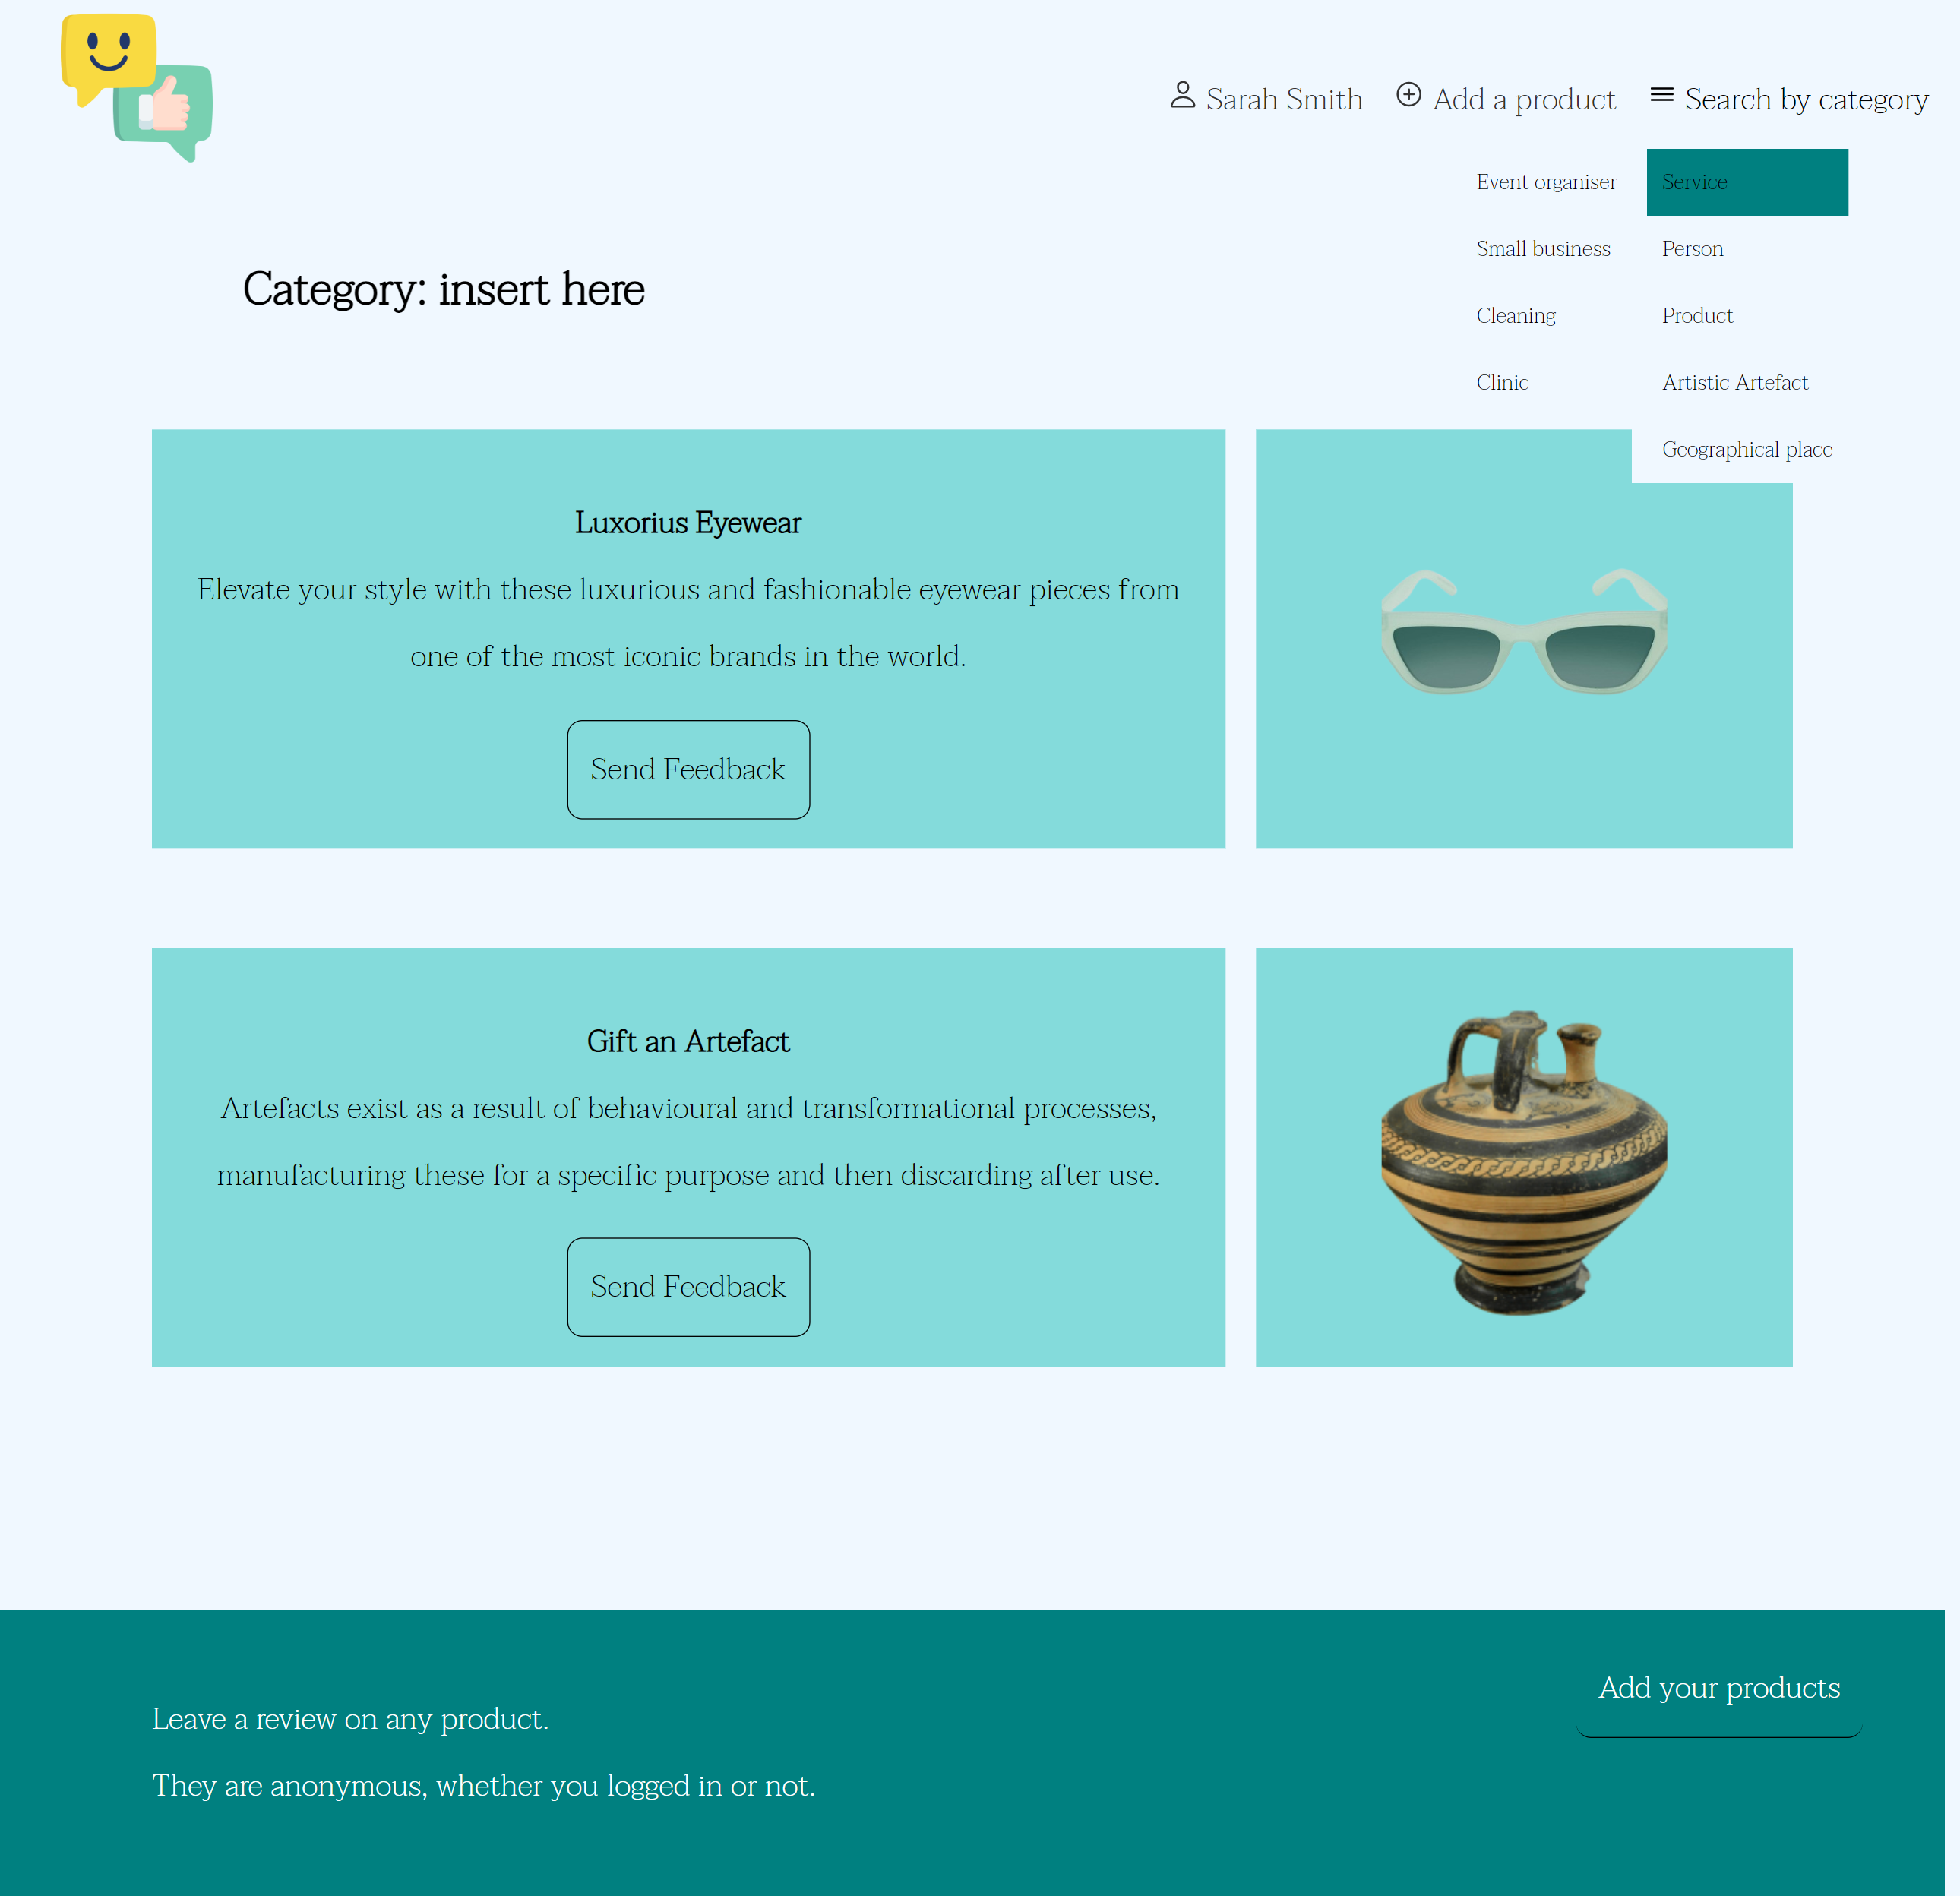 Sarah Smith
Add a product
Search by category
Event organiser
Service
Small business
Person
Category: insert here
Cleaning
Product
Clinic
Artistic Artefact
Geographical place
Luxorius Eyewear
Elevate your style with these luxurious and fashionable eyewear pieces from
one of the most iconic brands in the world.
Send Feedback
Gift an Artefact
Artefacts exist as a result of behavioural and transformational processes,
manufacturing these for a specific purpose and then discarding after use.
Send Feedback
Add your products
Leave a review on any product.
They are anonymous, whether you logged in or not.